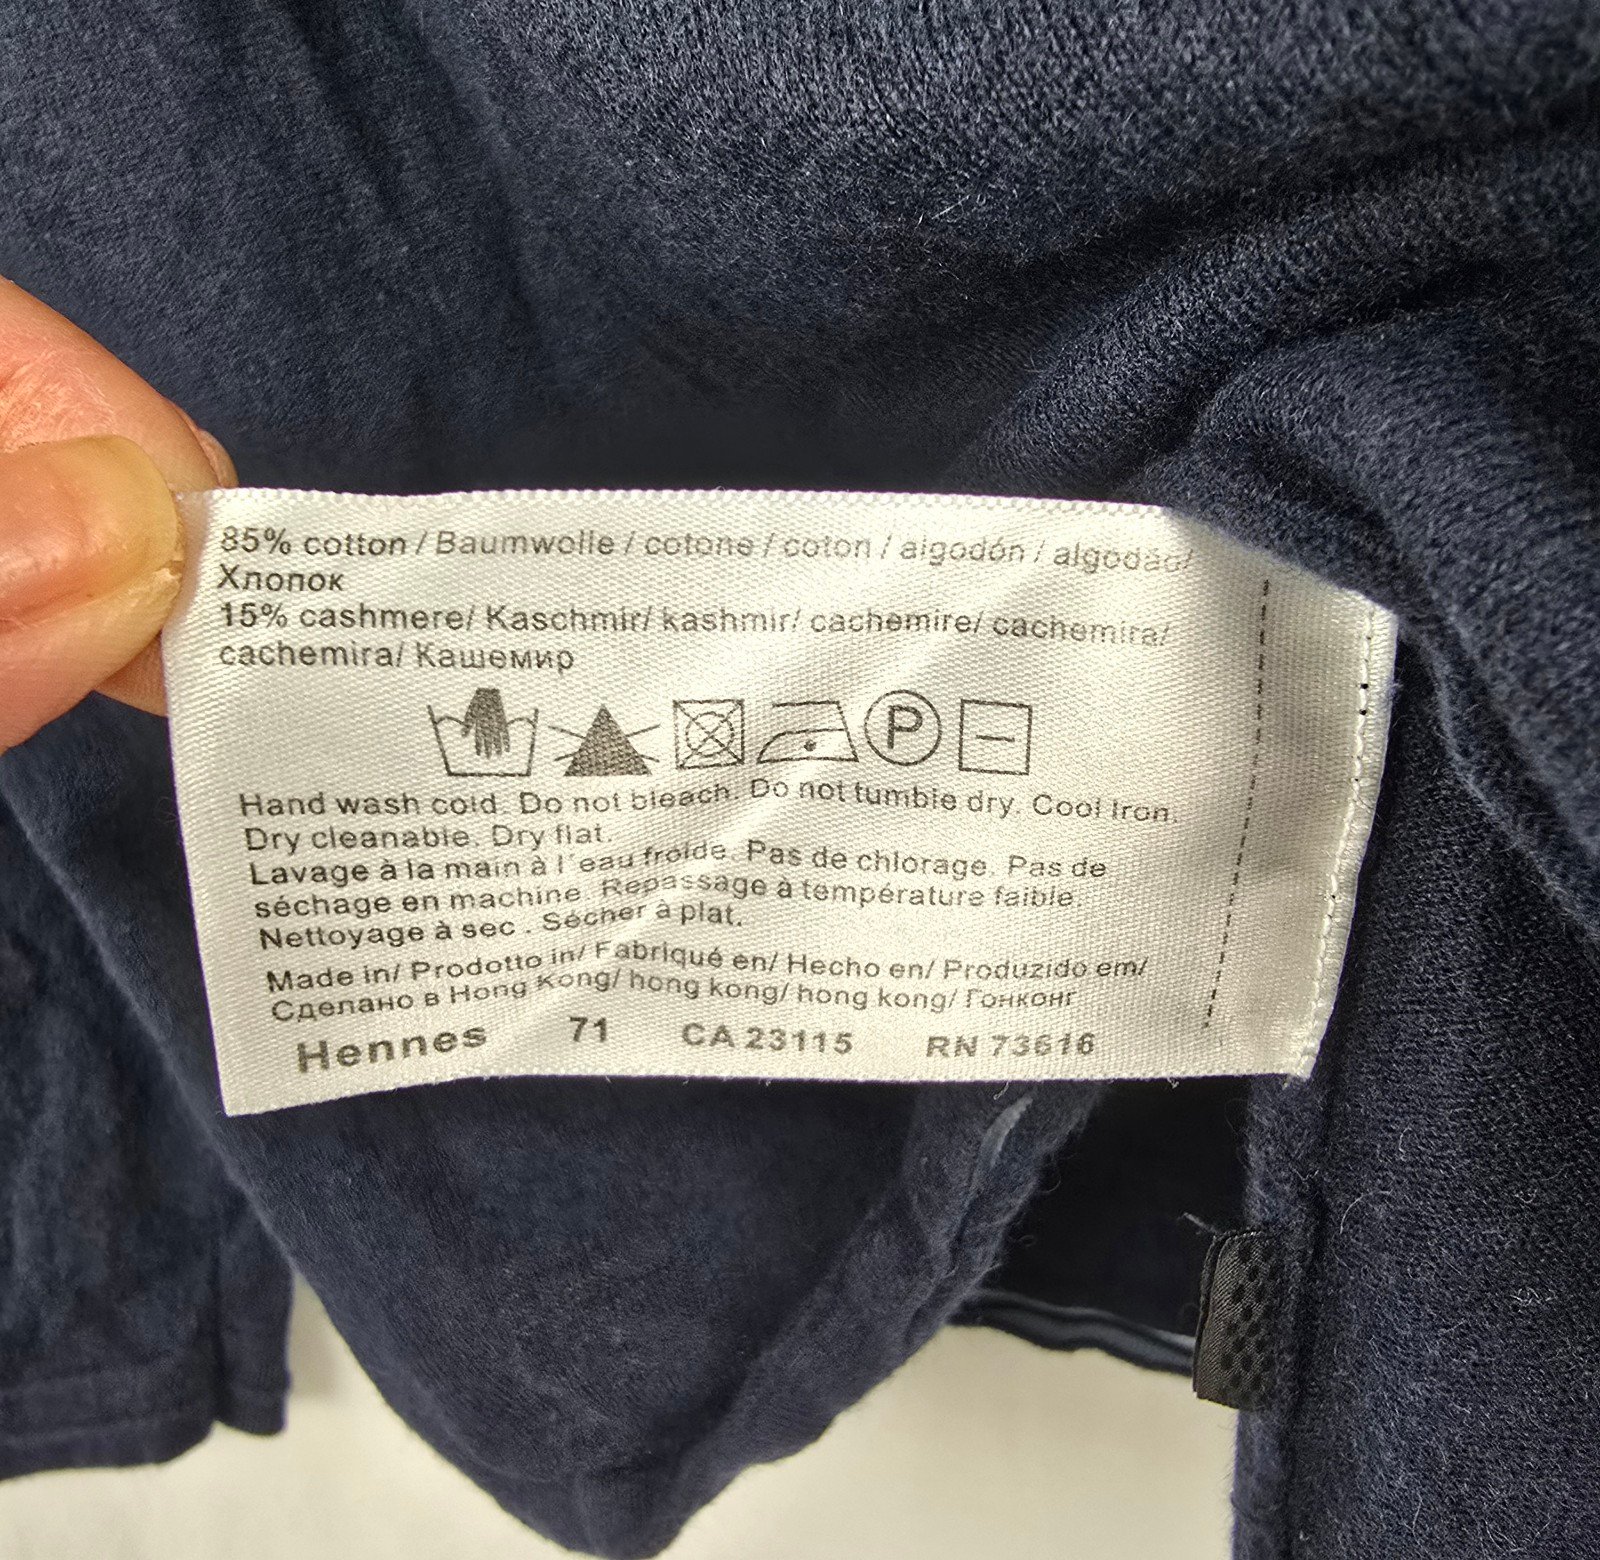 85% cotton / Baumwolle / cotone / coton / algodón / algodão/
Хлопок
15% cashmere/ Kaschmir/ kashmir/ cachemire/ cachemira/
cachemira/ Кашемир
P
Hand wash cold. Do not bleach. Do not tumble dry. Cool Iron.
Dry cleanable. Dry flat.
Lavage à la main à l'eau froide. Pas de chlorage. Pas de
séchage en machine. Repassage à température faible.
Nettoyage à sec . Sécher à plat.
Made in/ Prodotto in/ Fabriqué en/ Hecho en/ Produzido em/
Сделано в Hong Kong/ hong kong/ hong kong/ Гонконг
Hennes 71 CA 23115 RN 73616